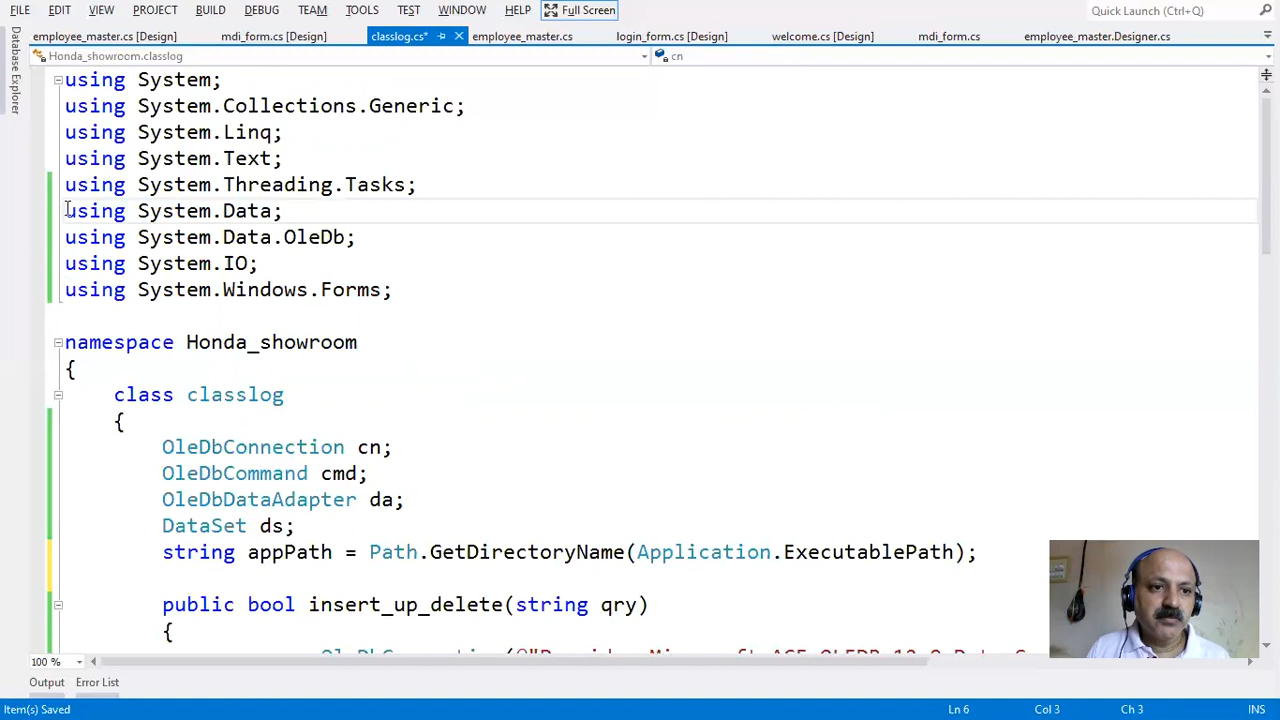 FILE EDIT VIEW PROJECT BUILD DEBUG TEAM TOOLS TEST WINDOW HELP Full Screen Quick Launch (Ctrl+Q)
employee_master.cs [Design] mdi_form.cs [Design] classlog.cs* employee_master.cs login_form.cs [Design] welcome.cs [Design] mdi_form.cs employee_master.Designer.cs
Database Explorer
Honda_showroom.classlog cn
using System;
using System.Collections.Generic;
using System.Linq;
using System.Text;
using System.Threading.Tasks;
using System.Data;
using System.Data.OleDb;
using System.IO;
using System.Windows.Forms;
namespace Honda_showroom
{
class classlog
{
OleDbConnection cn;
OleDbCommand cmd;
OleDbDataAdapter da;
DataSet ds;
string appPath = Path.GetDirectoryName(Application.ExecutablePath);
public bool insert_up_delete(string qry)
{
100 %
Output Error List
Item(s) Saved Ln 6 Col 3 Ch 3 INS